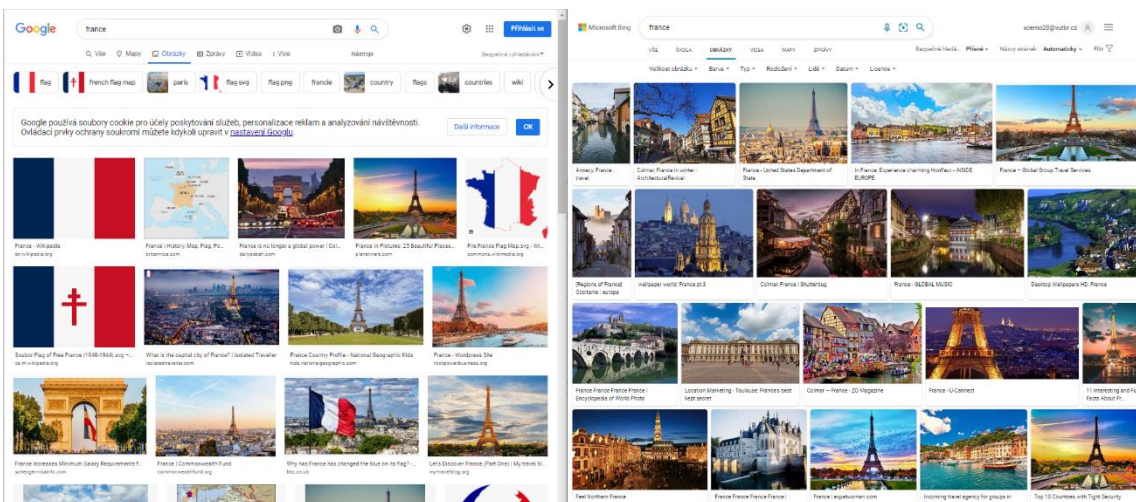 Google
france
Přihlásit se
Vše
Mapy
Obrázky
Zprávy
Videa
Více
Nástroje
Bezpečné vyhledávání
flag
french flag map
paris
flag svg
flag png
francie
country
flags
countries
wiki
Google používá soubory cookie pro účely poskytování služeb, personalizace reklam a analyzování návštěvnosti.
Ovládací prvky ochrany soukromí můžete kdykoli upravit v nastavení Googlu.
Další informace
OK
France - Wikipedia
en.wikipedia.org
France | History, Map, Flag, Po...
britannica.com
France is no longer a global power | Col...
dailysabah.com
France in Pictures: 25 Beautiful Places...
planetware.com
File:France Flag Map.svg - Wi...
commons.wikimedia.org
Soubor:Flag of Free France (1940-1944).svg –...
cs.m.wikipedia.org
What is the capital city of France? | Isolated Traveller
isolatedtraveller.com
France Country Profile - National Geographic Kids
kids.nationalgeographic.com
France - Wordpress Site
rockpowerbusiness.org
France Increases Minimum Salary Requirements f...
schengenvisainfo.com
France | Commonwealth Fund
commonwealthfund.org
Why has France has changed the blue on its flag? -...
bbc.co.uk
Let's Discover France (Part One) | My travel bl...
mytravelblog.org
Microsoft Bing
france
VŠE
ŠKOLA
OBRÁZKY
VIDEA
MAPY
ZPRÁVY
Bezpečné hledá... Přísné
Názvy stránek: Automaticky
Filtr
Velikost obrázku
Barva
Typ
Rozložení
Lidé
Datum
Licence
Annecy, France :
travel
Colmar, France in winter :
ArchitecturalRevival
France - United States Department of
State
In France: Experience charming Honfleur - INSIDE
EUROPE
France • Global Group Travel Services
[Regions of France]
Occitanie : europe
wallpaper world: France pt.3
Colmar, France | Shutterbug
France - GLOBAL MUSIC
Desktop Wallpapers HD: France
France France France France |
Encyclopedia of World Photo
Location Marketing - Toulouse: France's best
kept secret
Colmar – France - ZO Magazine
France - U-Connect
11 Interesting and Fu
Facts About Fr...
Feel Northern France
France France France France |
France | expatwoman.com
Incoming travel agency for groups in
Top 10 Countries with Tight Security